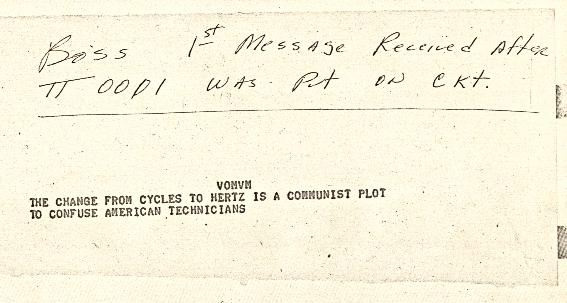 Boss 1st Message Received After
TT 00D1 was Put on CKt.
VOMVM
THE CHANGE FROM CYCLES TO HERTZ IS A COMMUNIST PLOT
TO CONFUSE AMERICAN TECHNICIANS